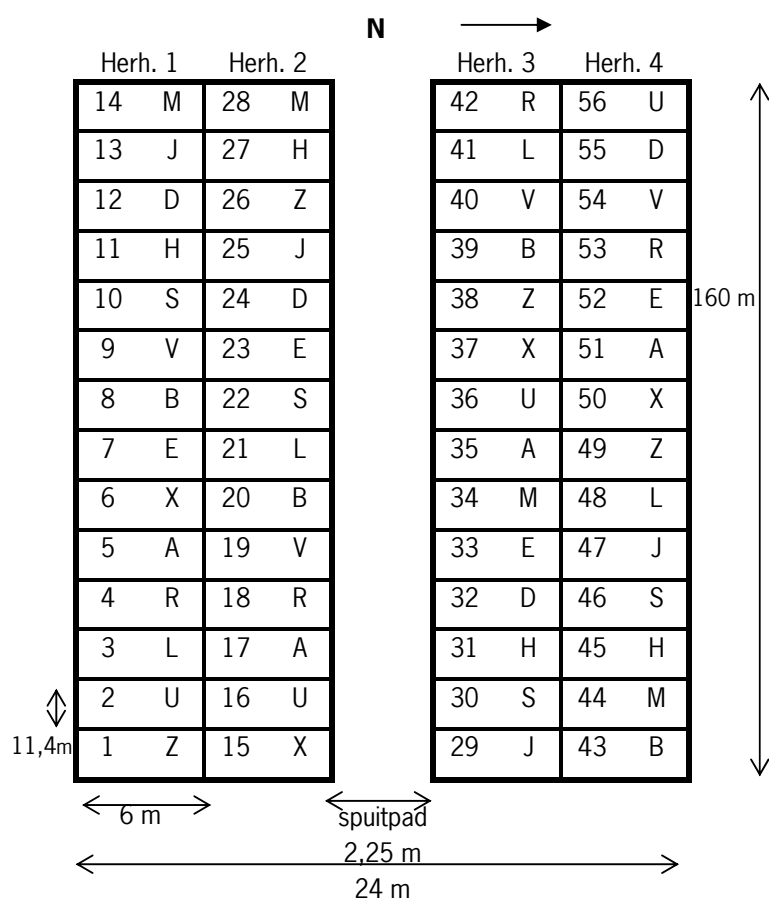 N
Herh. 1 Herh. 2 Herh. 3 Herh. 4
14 M 28 M 42 R 56 U
13 J 27 H 41 L 55 D
12 D 26 Z 40 V 54 V
11 H 25 J 39 B 53 R
10 S 24 D 38 Z 52 E 160 m
9 V 23 E 37 X 51 A
8 B 22 S 36 U 50 X
7 E 21 L 35 A 49 Z
6 X 20 B 34 M 48 L
5 A 19 V 33 E 47 J
4 R 18 R 32 D 46 S
3 L 17 A 31 H 45 H
2 U 16 U 30 S 44 M
11,4m 1 Z 15 X 29 J 43 B
6 m spuitpad
2,25 m
24 m